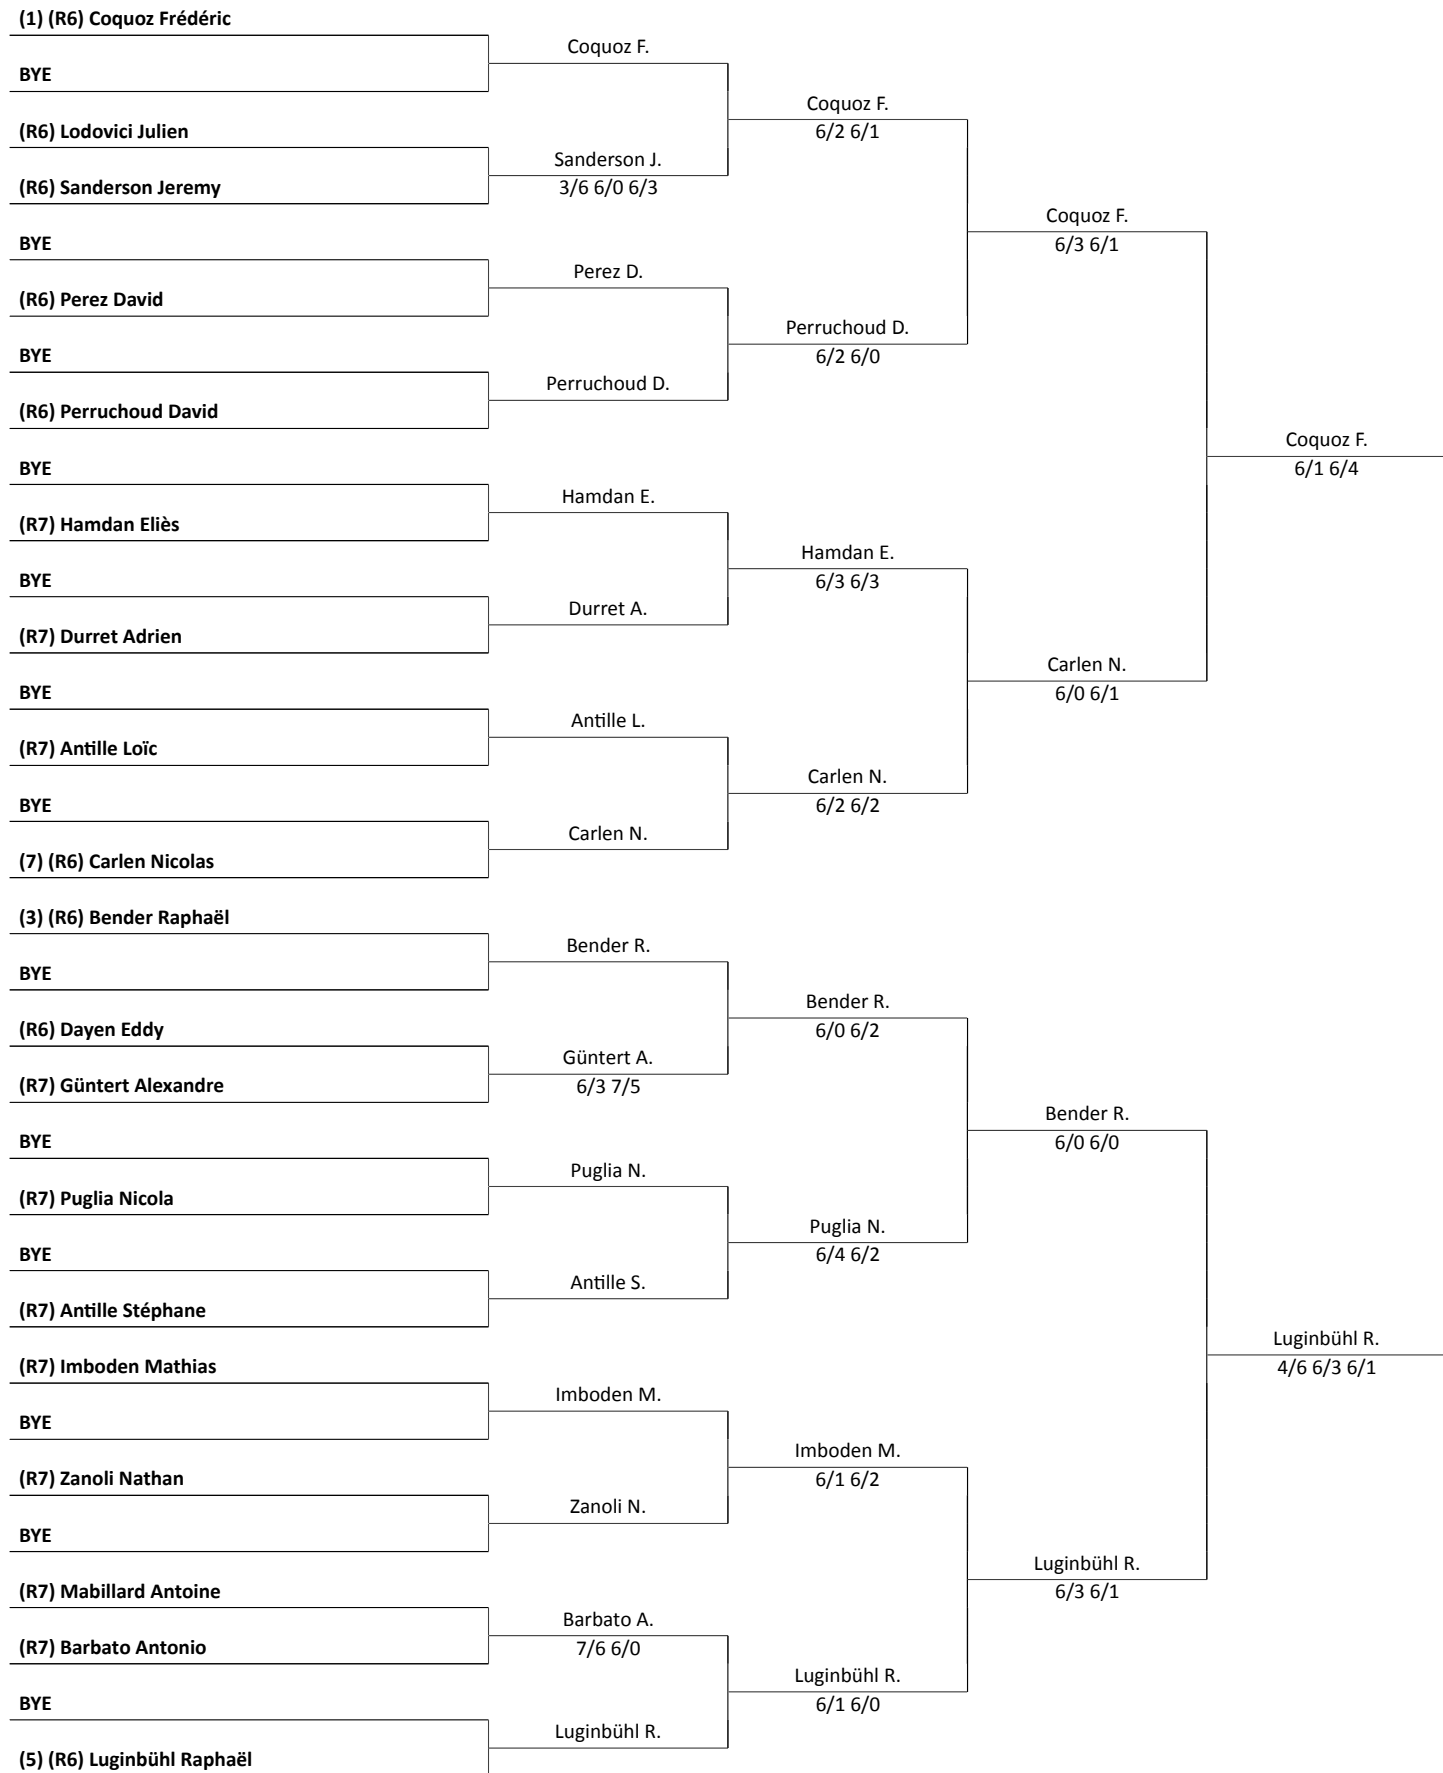 (1) (R6) Coquoz Frédéric
Coquoz F.
BYE
Coquoz F.
6/2 6/1
(R6) Lodovici Julien
Sanderson J.
3/6 6/0 6/3
(R6) Sanderson Jeremy
Coquoz F.
6/3 6/1
BYE
Perez D.
(R6) Perez David
Perruchoud D.
6/2 6/0
BYE
Perruchoud D.
(R6) Perruchoud David
Coquoz F.
6/1 6/4
BYE
Hamdan E.
(R7) Hamdan Eliès
Hamdan E.
6/3 6/3
BYE
Durret A.
(R7) Durret Adrien
Carlen N.
6/0 6/1
BYE
Antille L.
(R7) Antille Loïc
Carlen N.
6/2 6/2
BYE
Carlen N.
(7) (R6) Carlen Nicolas
(3) (R6) Bender Raphaël
Bender R.
BYE
Bender R.
6/0 6/2
(R6) Dayen Eddy
Güntert A.
6/3 7/5
(R7) Güntert Alexandre
Bender R.
6/0 6/0
BYE
Puglia N.
(R7) Puglia Nicola
Puglia N.
6/4 6/2
BYE
Antille S.
(R7) Antille Stéphane
Luginbühl R.
4/6 6/3 6/1
(R7) Imboden Mathias
Imboden M.
BYE
Imboden M.
6/1 6/2
(R7) Zanoli Nathan
Zanoli N.
BYE
Luginbühl R.
6/3 6/1
(R7) Mabillard Antoine
Barbato A.
7/6 6/0
(R7) Barbato Antonio
Luginbühl R.
6/1 6/0
BYE
Luginbühl R.
(5) (R6) Luginbühl Raphaël